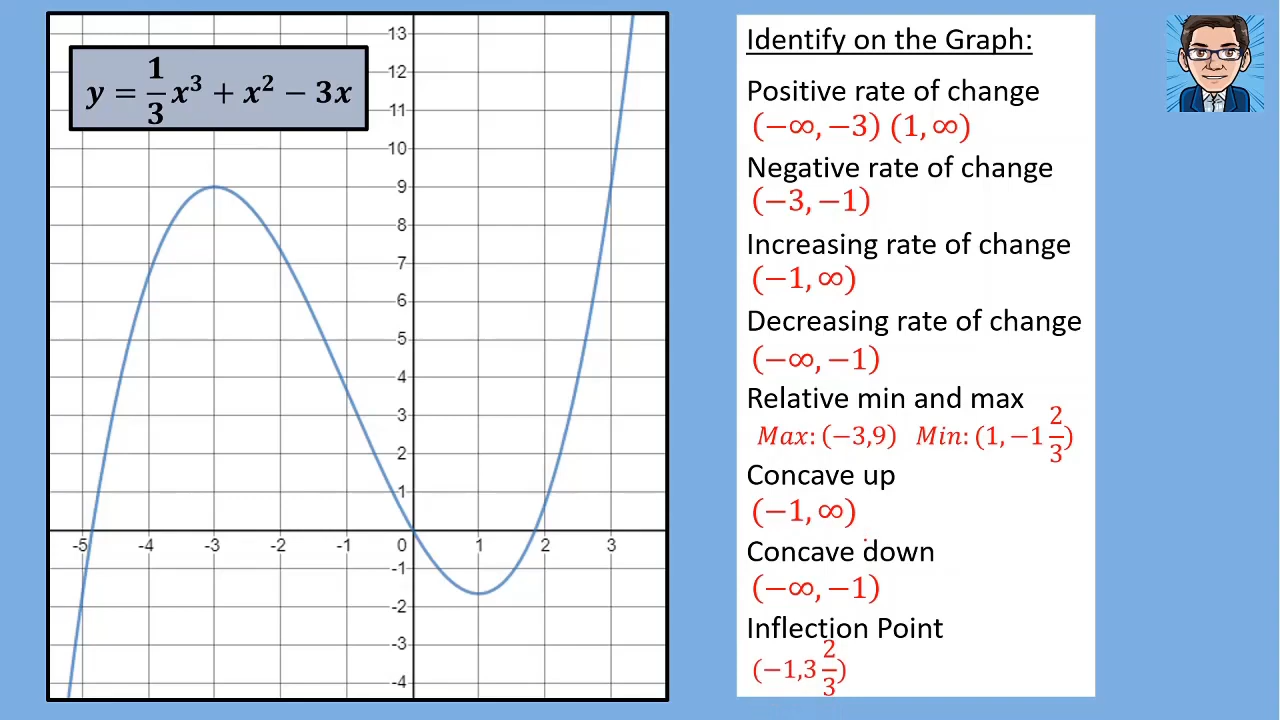 y = 1/3 x³ + x² − 3x
13
12
11
10
9
8
7
6
5
4
3
2
1
-5 -4 -3 -2 -1 0 1 2 3
-1
-2
-3
-4
Identify on the Graph:
Positive rate of change
(−∞, −3) (1, ∞)
Negative rate of change
(−3, −1)
Increasing rate of change
(−1, ∞)
Decreasing rate of change
(−∞, −1)
Relative min and max
Max: (−3,9) Min: (1, −1 2/3)
Concave up
(−1, ∞)
Concave down
(−∞, −1)
Inflection Point
(−1,3 2/3)